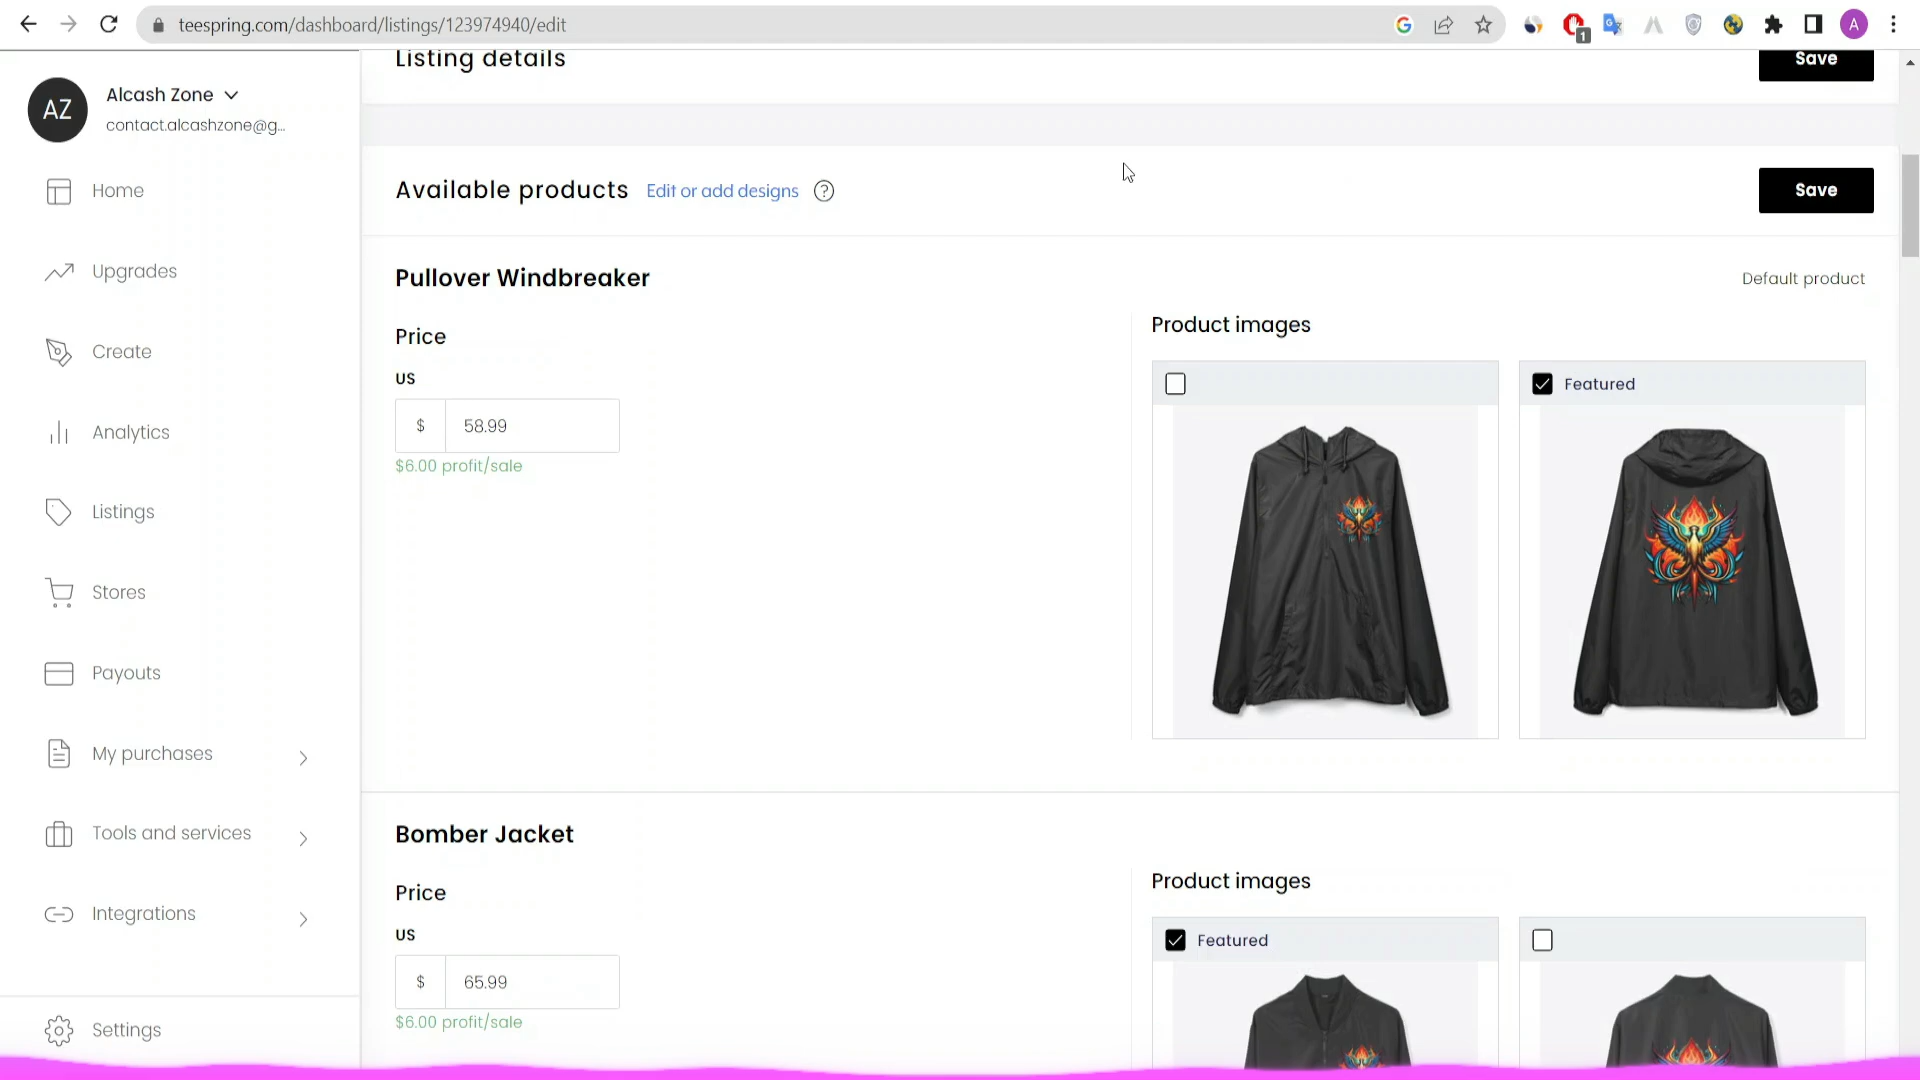 teespring.com/dashboard/listings/123974940/edit
1
A
Listing details
Save
AZ
Alcash Zone
contact.alcashzone@g...
Home
Upgrades
Create
Analytics
Listings
Stores
Payouts
My purchases
Tools and services
Integrations
Settings
Available products Edit or add designs ?
Save
Pullover Windbreaker
Default product
Price
US
$ 58.99
$6.00 profit/sale
Product images
Featured
Bomber Jacket
Price
US
$ 65.99
$6.00 profit/sale
Product images
Featured